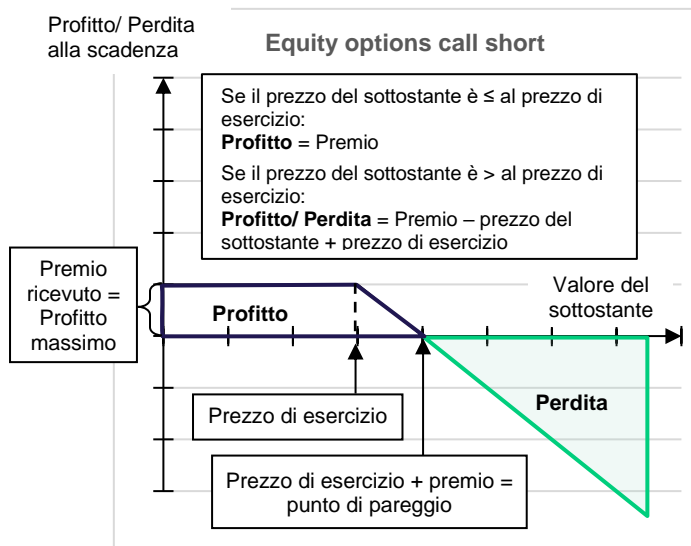 Profitto/ Perdita
alla scadenza
Equity options call short
Se il prezzo del sottostante è ≤ al prezzo di
esercizio:
Profitto = Premio
Se il prezzo del sottostante è > al prezzo di
esercizio:
Profitto/ Perdita = Premio – prezzo del
sottostante + prezzo di esercizio
Premio
ricevuto =
Profitto
massimo
Profitto
Valore del
sottostante
Prezzo di esercizio
Perdita
Prezzo di esercizio + premio =
punto di pareggio